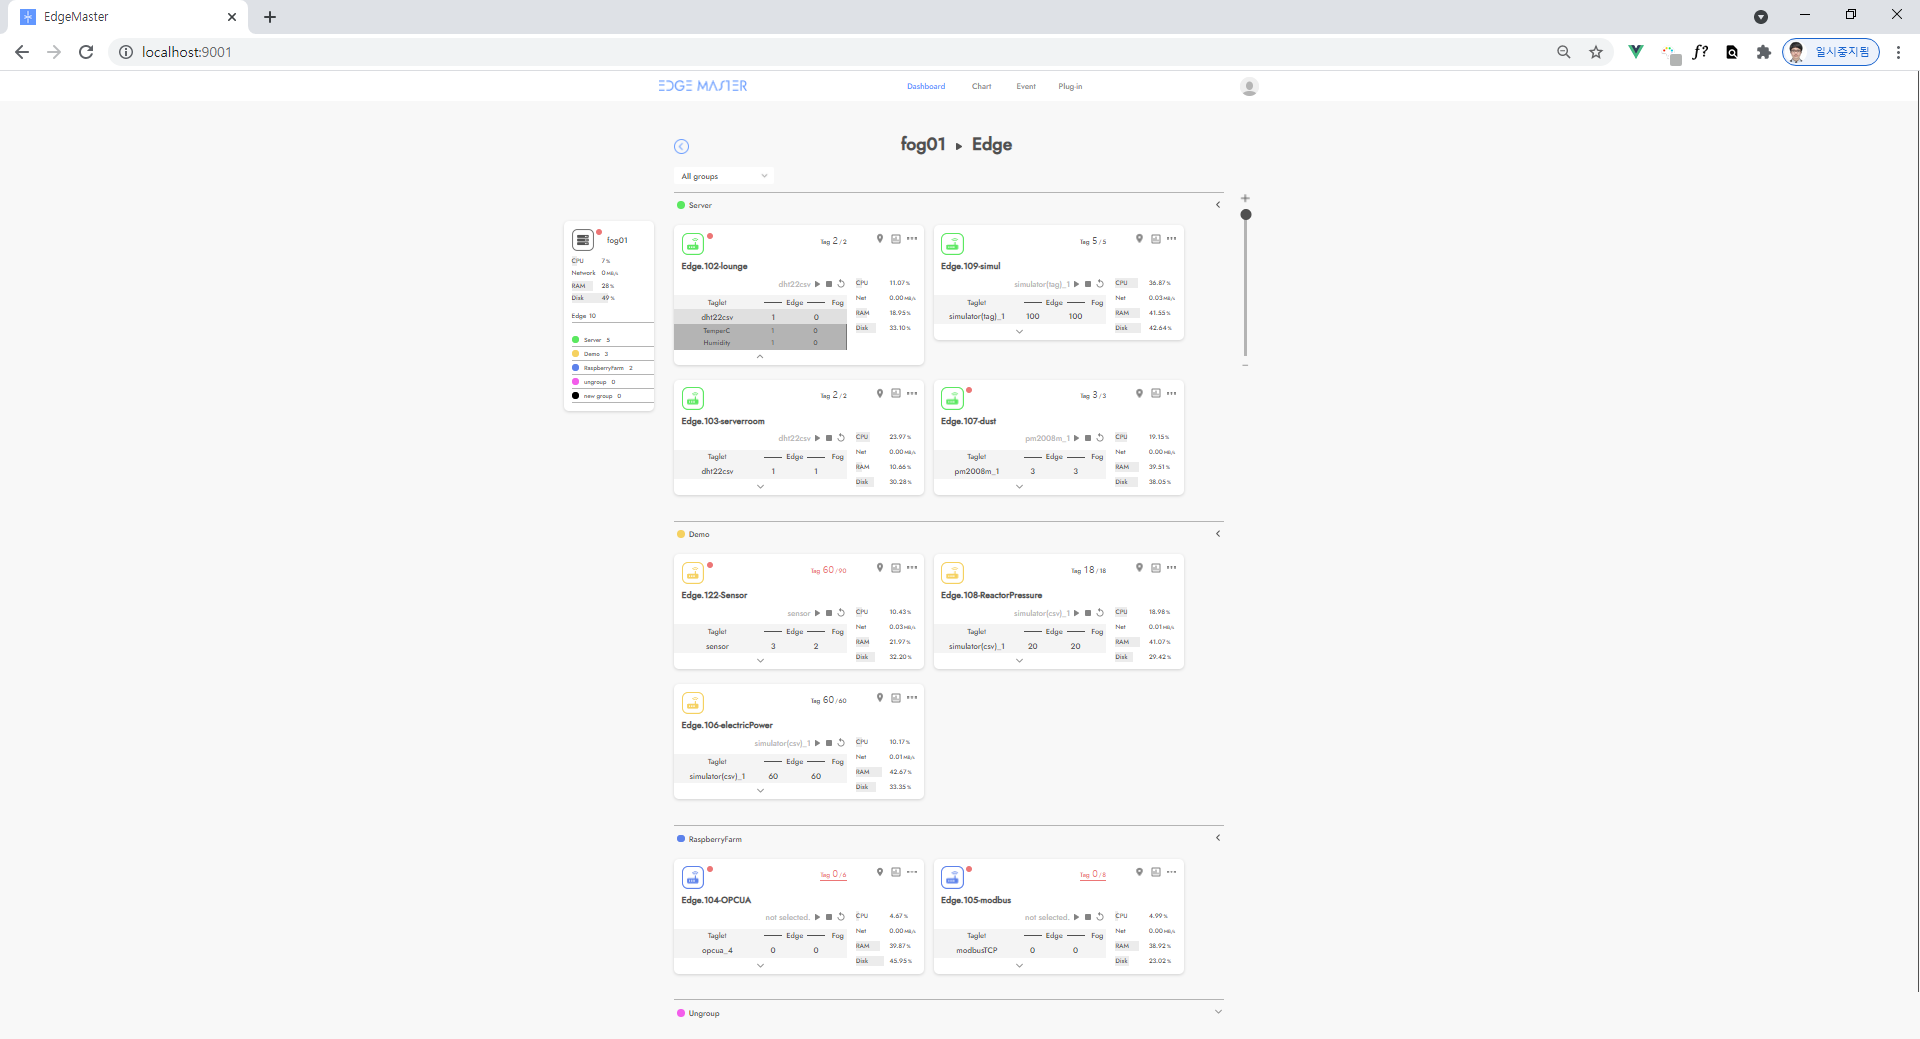 EdgeMaster
localhost:9001
일시중지됨
EDGE MASTER
Dashboard Chart Event Plug-in
fog01 ▸ Edge
All groups
Server
fog01
CPU 7 %
Network 0 MB/s
RAM 28 %
Disk 49 %
Edge 10
Server 5
Demo 3
RaspberryFarm 2
ungroup 0
new group 0
Tag 2 / 2
Edge.102-lounge
dht22csv
Taglet Edge Fog
dht22csv 1 0
TemperC 1 0
Humidity 1 0
CPU 11.07 %
Net 0.00 MB/s
RAM 18.95 %
Disk 33.10 %
Tag 5 / 5
Edge.109-simul
simulator(tag)_1
Taglet Edge Fog
simulator(tag)_1 100 100
CPU 36.87 %
Net 0.03 MB/s
RAM 41.55 %
Disk 42.64 %
Tag 2 / 2
Edge.103-serverroom
dht22csv
Taglet Edge Fog
dht22csv 1 1
CPU 23.97 %
Net 0.00 MB/s
RAM 10.66 %
Disk 30.28 %
Tag 3 / 3
Edge.107-dust
pm2008m_1
Taglet Edge Fog
pm2008m_1 3 3
CPU 19.15 %
Net 0.00 MB/s
RAM 39.51 %
Disk 38.05 %
Demo
Tag 60 / 90
Edge.122-Sensor
sensor
Taglet Edge Fog
sensor 3 2
CPU 10.43 %
Net 0.03 MB/s
RAM 21.97 %
Disk 32.20 %
Tag 18 / 18
Edge.108-ReactorPressure
simulator(csv)_1
Taglet Edge Fog
simulator(csv)_1 20 20
CPU 18.98 %
Net 0.01 MB/s
RAM 41.07 %
Disk 29.42 %
Tag 60 / 60
Edge.106-electricPower
simulator(csv)_1
Taglet Edge Fog
simulator(csv)_1 60 60
CPU 10.17 %
Net 0.01 MB/s
RAM 42.67 %
Disk 33.35 %
RaspberryFarm
Tag 0 / 6
Edge.104-OPCUA
not selected.
Taglet Edge Fog
opcua_4 0 0
CPU 4.67 %
Net 0.00 MB/s
RAM 39.87 %
Disk 45.95 %
Tag 0 / 8
Edge.105-modbus
not selected.
Taglet Edge Fog
modbusTCP 0 0
CPU 4.99 %
Net 0.00 MB/s
RAM 38.92 %
Disk 23.02 %
Ungroup